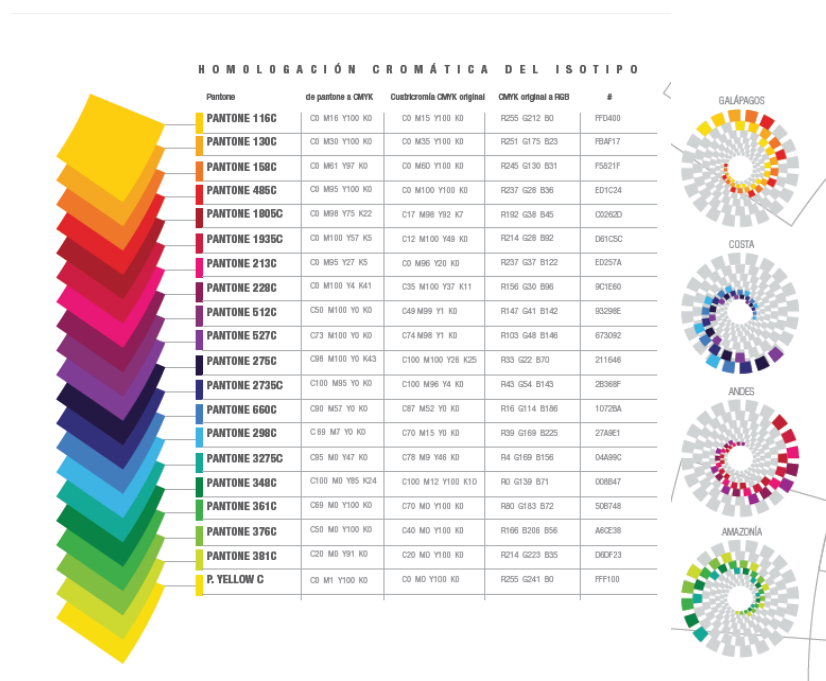 HOMOLOGACIÓN CROMÁTICA DEL ISOTIPO
Pantone de pantone a CMYK Cuatricromía CMYK original CMYK original a RGB #
PANTONE 116C C0 M16 Y100 K0 C0 M15 Y100 K0 R255 G212 B0 FFD400
PANTONE 130C C0 M30 Y100 K0 C0 M35 Y100 K0 R251 G175 B23 FBAF17
PANTONE 158C C0 M61 Y97 K0 C0 M60 Y100 K0 R245 G130 B31 F5821F
PANTONE 485C C0 M95 Y100 K0 C0 M100 Y100 K0 R237 G28 B36 ED1C24
PANTONE 1805C C0 M98 Y75 K22 C17 M98 Y92 K7 R192 G38 B45 C0262D
PANTONE 1935C C0 M100 Y57 K5 C12 M100 Y49 K0 R214 G28 B92 D61C5C
PANTONE 213C C0 M95 Y27 K5 C0 M96 Y20 K0 R237 G37 B122 ED257A
PANTONE 228C C0 M100 Y4 K41 C35 M100 Y37 K11 R156 G30 B96 9C1E60
PANTONE 512C C50 M100 Y0 K0 C49 M99 Y1 K0 R147 G41 B142 93298E
PANTONE 527C C73 M100 Y0 K0 C74 M98 Y1 K0 R103 G48 B146 673092
PANTONE 275C C98 M100 Y0 K43 C100 M100 Y26 K25 R33 G22 B70 211646
PANTONE 2735C C100 M95 Y0 K0 C100 M96 Y4 K0 R43 G54 B143 2B368F
PANTONE 660C C90 M57 Y0 K0 C87 M52 Y0 K0 R16 G114 B186 1072BA
PANTONE 298C C 69 M7 Y0 K0 C70 M15 Y0 K0 R39 G169 B225 27A9E1
PANTONE 3275C C95 M0 Y47 K0 C78 M9 Y46 K0 R4 G169 B156 04A99C
PANTONE 348C C100 M0 Y85 K24 C100 M12 Y100 K10 R0 G139 B71 008B47
PANTONE 361C C69 M0 Y100 K0 C70 M0 Y100 K0 R80 G183 B72 50B748
PANTONE 376C C50 M0 Y100 K0 C40 M0 Y100 K0 R166 B206 B56 A6CE38
PANTONE 381C C20 M0 Y91 K0 C20 M0 Y100 K0 R214 G223 B35 D6DF23
P. YELLOW C C0 M1 Y100 K0 C0 M0 Y100 K0 R255 G241 B0 FFF100
GALÁPAGOS
COSTA
ANDES
AMAZONÍA